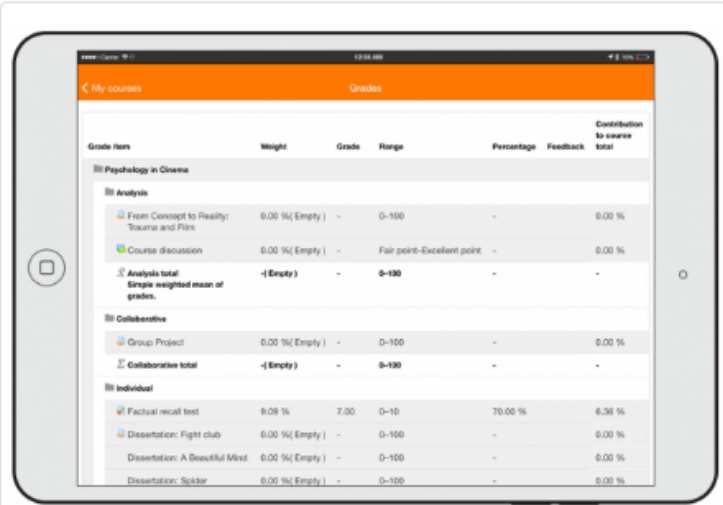 Carrier 12:04 AM 10%
My courses Grades
Contribution
to course
Grade item Weight Grade Range Percentage Feedback total
Psychology in Cinema
Analysis
From Concept to Reality: 0.00 %( Empty ) - 0–100 - 0.00 %
Trauma and Film
Course discussion 0.00 %( Empty ) - Fair point–Excellent point - 0.00 %
Analysis total -( Empty ) - 0–100 - -
Simple weighted mean of
grades.
Collaborative
Group Project 0.00 %( Empty ) - 0–100 - 0.00 %
Σ Collaborative total -( Empty ) - 0–100 - -
Individual
Factual recall test 9.09 % 7.00 0–10 70.00 % 6.36 %
Dissertation: Fight club 0.00 %( Empty ) - 0–100 - 0.00 %
Dissertation: A Beautiful Mind 0.00 %( Empty ) - 0–100 - 0.00 %
Dissertation: Spider 0.00 %( Empty ) - 0–100 - 0.00 %